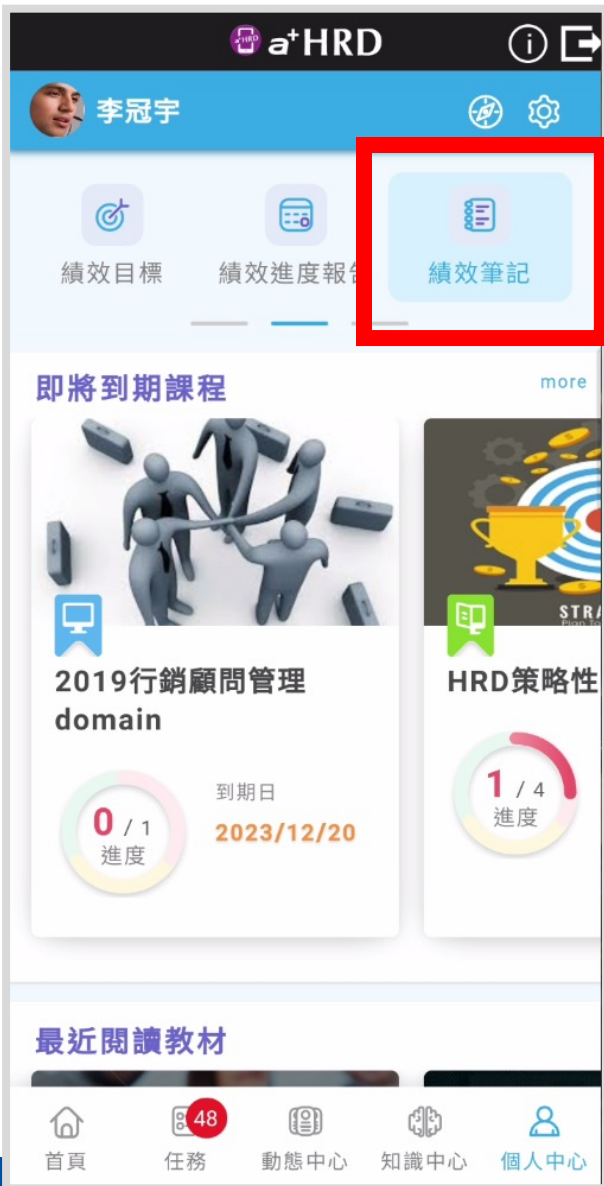 a+HRD
李冠宇
績效目標
績效進度報告
績效筆記
即將到期課程
more
2019行銷顧問管理
domain
0 / 1
進度
到期日
2023/12/20
HRD策略性
1 / 4
進度
最近閱讀教材
48
首頁
任務
動態中心
知識中心
個人中心